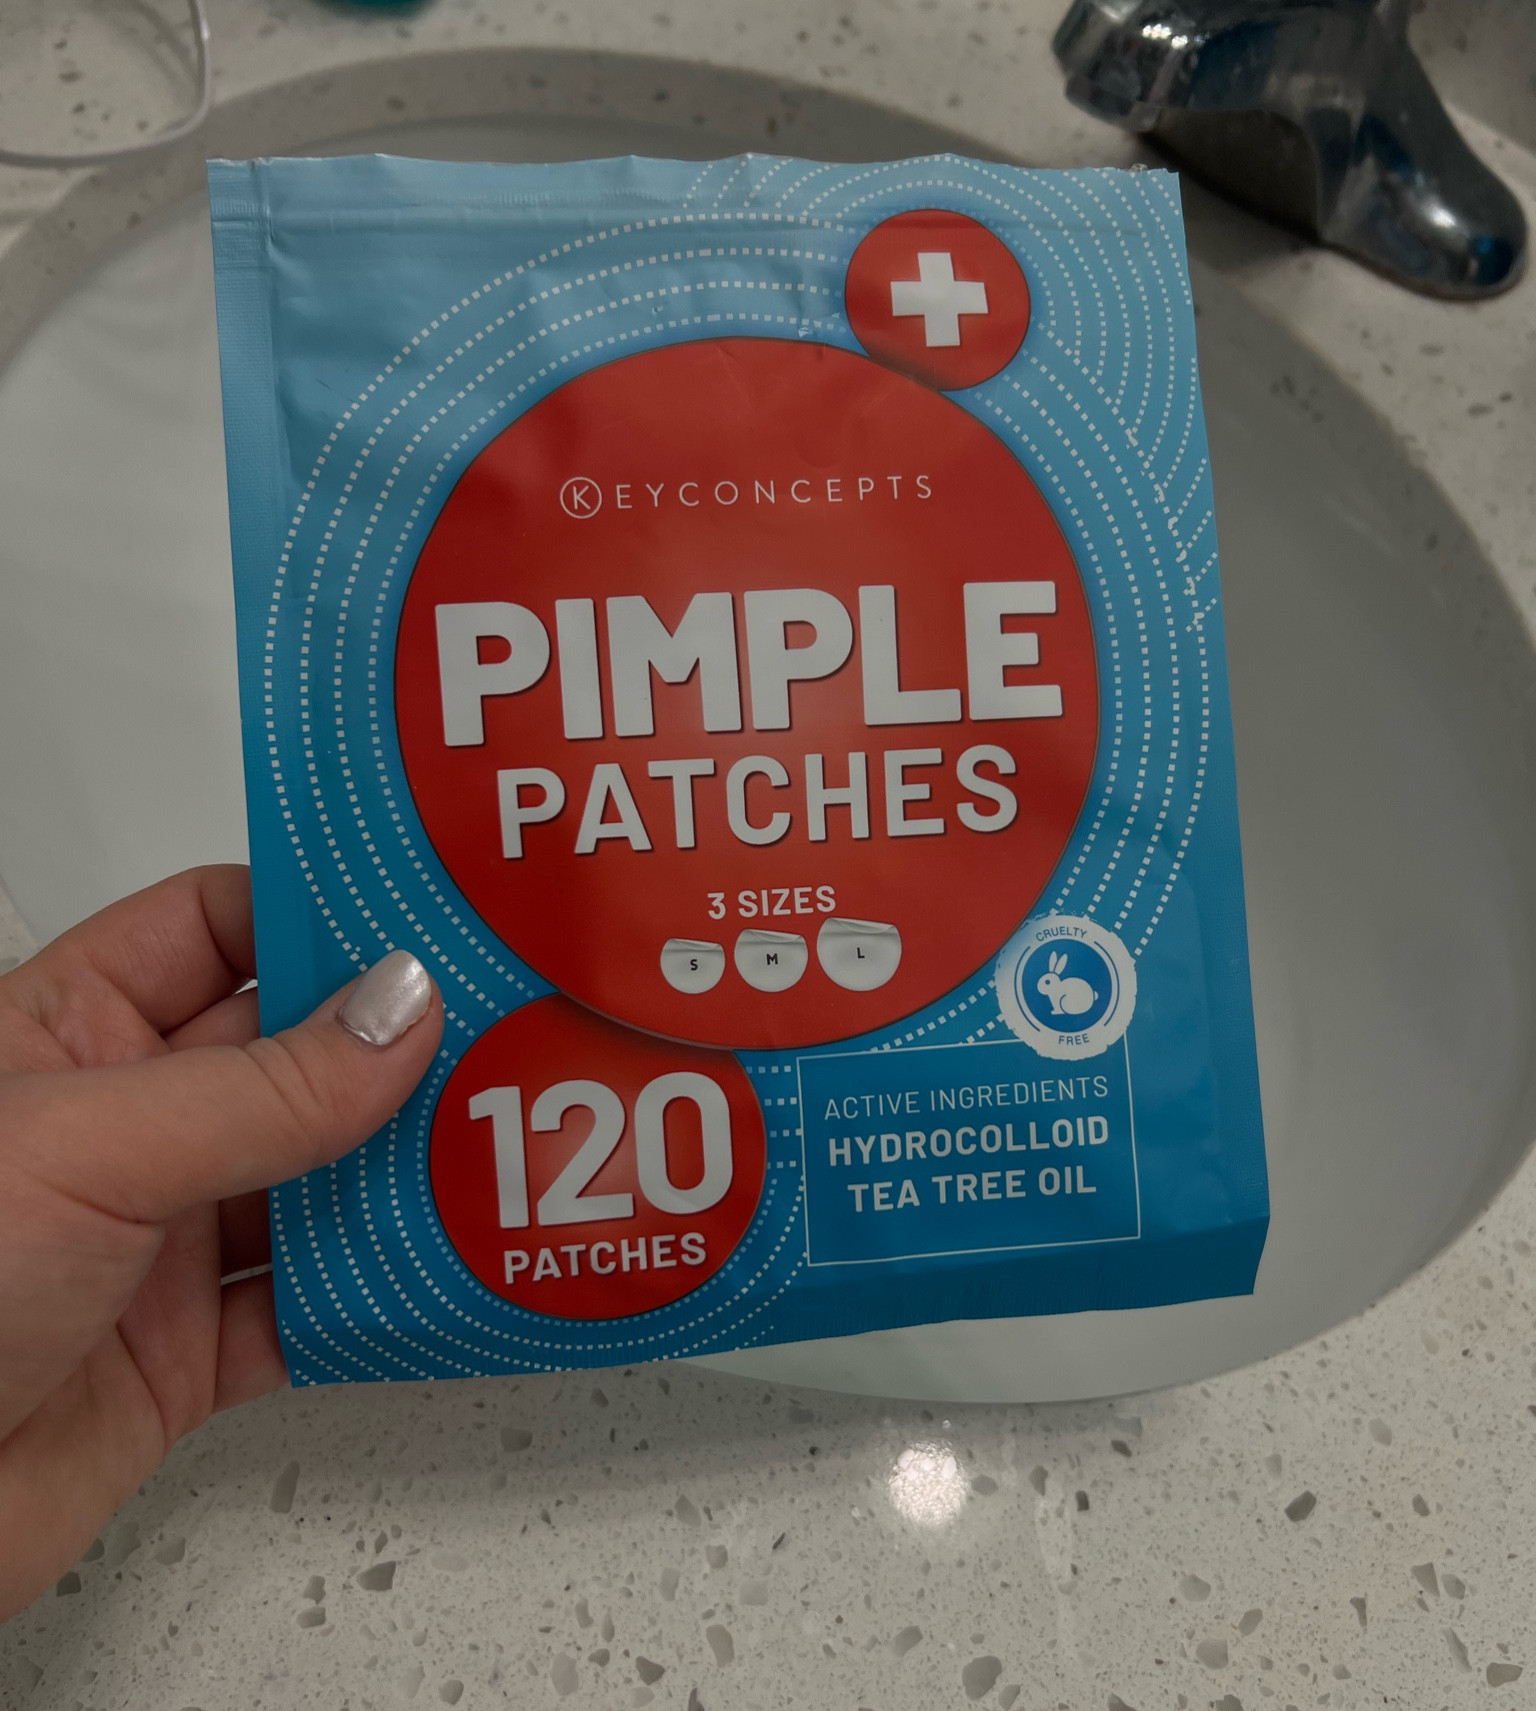 KEYCONCEPTS
PIMPLE
PATCHES
3 SIZES
S M L
CRUELTY
FREE
120
PATCHES
ACTIVE INGREDIENTS
HYDROCOLLOID
TEA TREE OIL